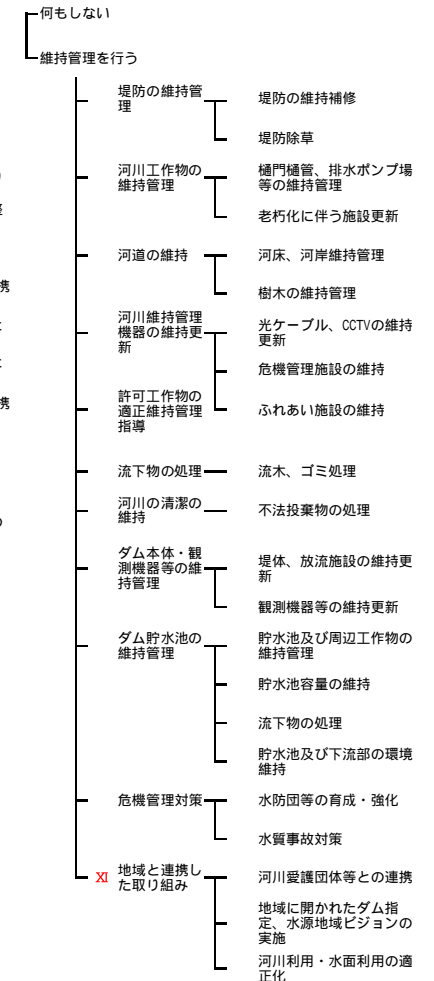 何もしない
維持管理を行う
堤防の維持管
理
堤防の維持補修
堤防除草
河川工作物の
維持管理
樋門樋管、排水ポンプ場
等の維持管理
老朽化に伴う施設更新
河道の維持
河床、河岸維持管理
樹木の維持管理
河川維持管理
機器の維持更
新
光ケーブル、CCTVの維持
更新
危機管理施設の維持
ふれあい施設の維持
許可工作物の
適正維持管理
指導
流下物の処理
流木、ゴミ処理
河川の清潔の
維持
不法投棄物の処理
ダム本体・観
測機器等の維
持管理
堤体、放流施設の維持更
新
観測機器等の維持更新
ダム貯水池の
維持管理
貯水池及び周辺工作物の
維持管理
貯水池容量の維持
流下物の処理
貯水池及び下流部の環境
維持
危機管理対策
水防団等の育成・強化
水質事故対策
XI 地域と連携し
た取り組み
河川愛護団体等との連携
地域に開かれたダム指
定、水源地域ビジョンの
実施
河川利用・水面利用の適
正化
携
携
の